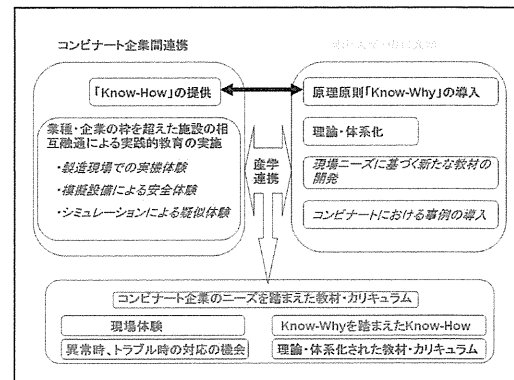 コンビナート企業間連携
「Know-How」の提供
業種・企業の枠を超えた施設の相
互融通による実践的教育の実施
・製造現場での実機体験
・模擬設備による安全体験
・シミュレーションによる疑似体験
産学
連携
原理原則「Know-Why」の導入
理論・体系化
現場ニーズに基づく新たな教材の
開発
コンビナートにおける事例の導入
コンビナート企業のニーズを踏まえた教材・カリキュラム
現場体験
Know-Whyを踏まえたKnow-How
異常時、トラブル時の対応の機会
理論・体系化された教材・カリキュラム